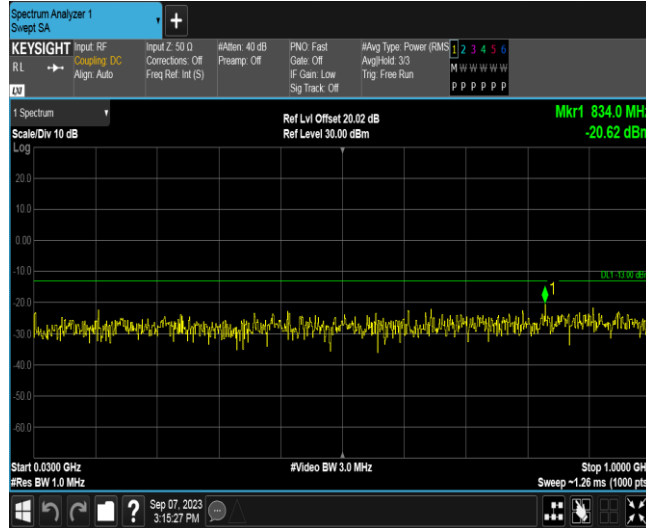 Spectrum Analyzer 1
Swept SA
KEYSIGHT Input: RF Input Z: 50 Ω #Atten: 40 dB PNO: Fast #Avg Type: Power (RMS 1 2 3 4 5 6
RL Coupling: DC Corrections: Off Preamp: Off Gate: Off Avg|Hold: 3/3 M W W W W W
Align: Auto Freq Ref: Int (S) IF Gain: Low Trig: Free Run
LXI Sig Track: Off P P P P P P
1 Spectrum Ref Lvl Offset 20.02 dB Mkr1 834.0 MHz
Scale/Div 10 dB Ref Level 30.00 dBm -20.62 dBm
Log
20.0
10.0
0.00
-10.0
DL1 -13.00 dBm
1
-20.0
-30.0
-40.0
-50.0
-60.0
Start 0.0300 GHz #Video BW 3.0 MHz Stop 1.0000 GH
#Res BW 1.0 MHz Sweep ~1.26 ms (1000 pts
? Sep 07, 2023
3:15:27 PM